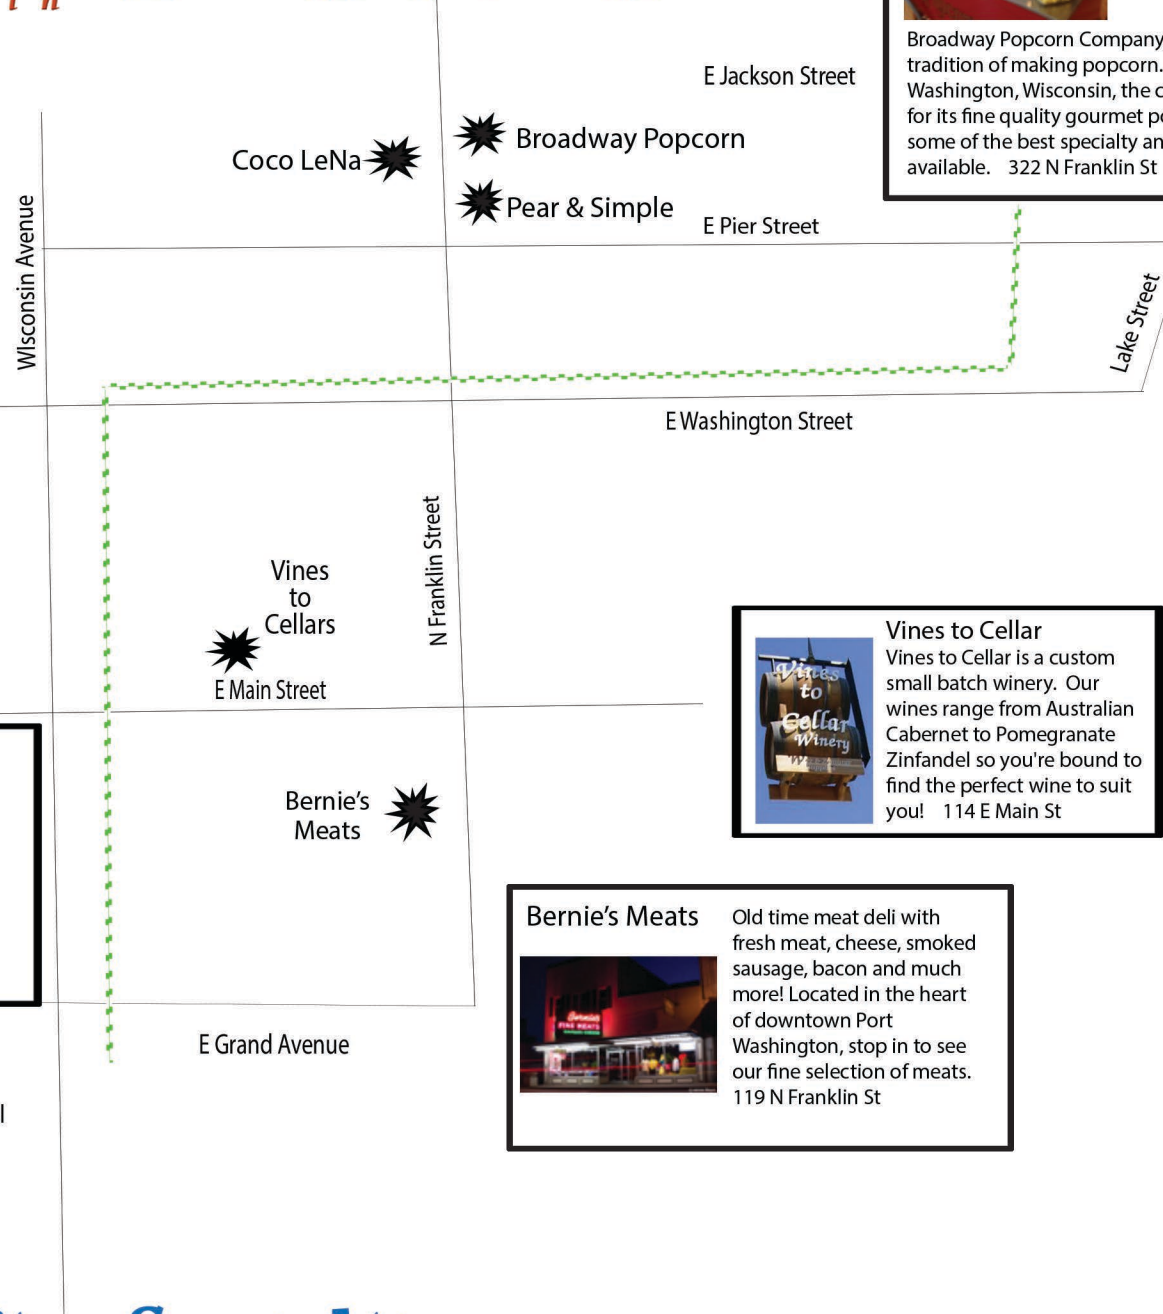 Broadway Popcorn Company
tradition of making popcorn.
Washington, Wisconsin, the
for its fine quality gourmet
some of the best specialty
available. 322 N Franklin St
E Jackson Street
Broadway Popcorn
Coco LeNa
Pear & Simple
E Pier Street
WIsconsin Avenue
Lake Street
E Washington Street
N Franklin Street
Vines
to
Cellars
E Main Street
Vines to Cellar
Vines to Cellar is a custom
small batch winery. Our
wines range from Australian
Cabernet to Pomegranate
Zinfandel so you're bound to
find the perfect wine to suit
you! 114 E Main St
Vines
to
Cellar
Winery
Bernie's
Meats
Bernie's Meats
Old time meat deli with
fresh meat, cheese, smoked
sausage, bacon and much
more! Located in the heart
of downtown Port
Washington, stop in to see
our fine selection of meats.
119 N Franklin St
Bernie's
FINE MEATS
E Grand Avenue